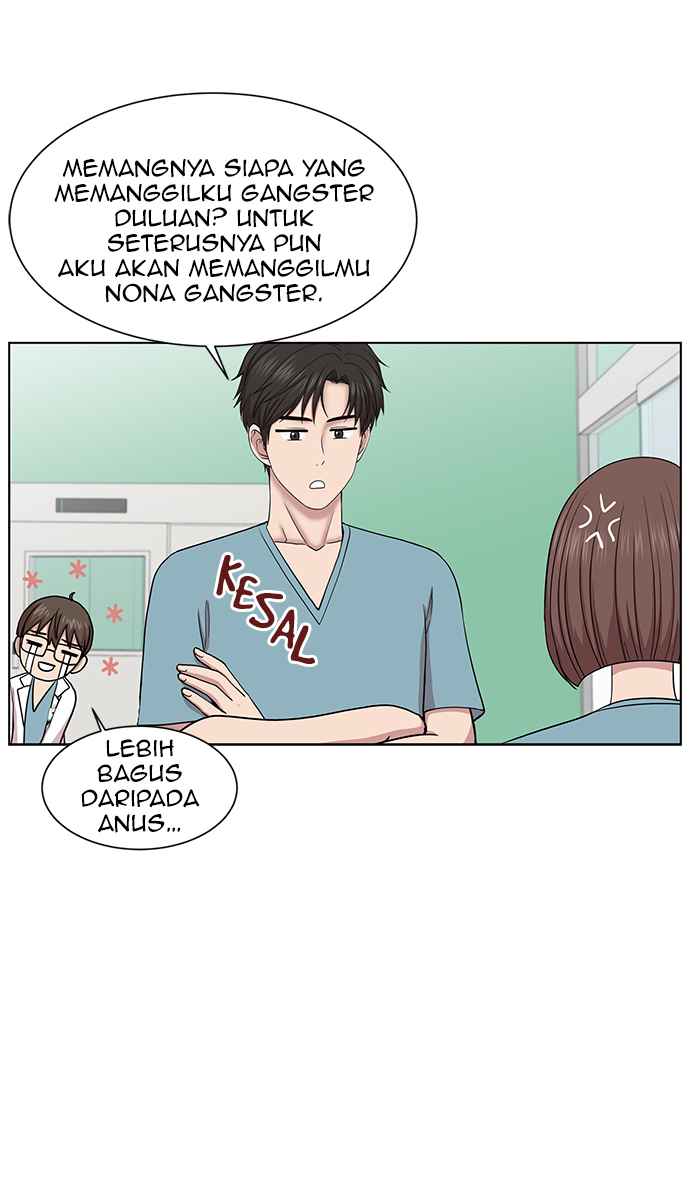 MEMANGNYA SIAPA YANG
MEMANGGILKU GANGSTER
DULUAN? UNTUK
SETERUSNYA PUN
AKU AKAN MEMANGGILMU
NONA GANGSTER.
KESAL
LEBIH
BAGUS
DARIPADA
ANUS...